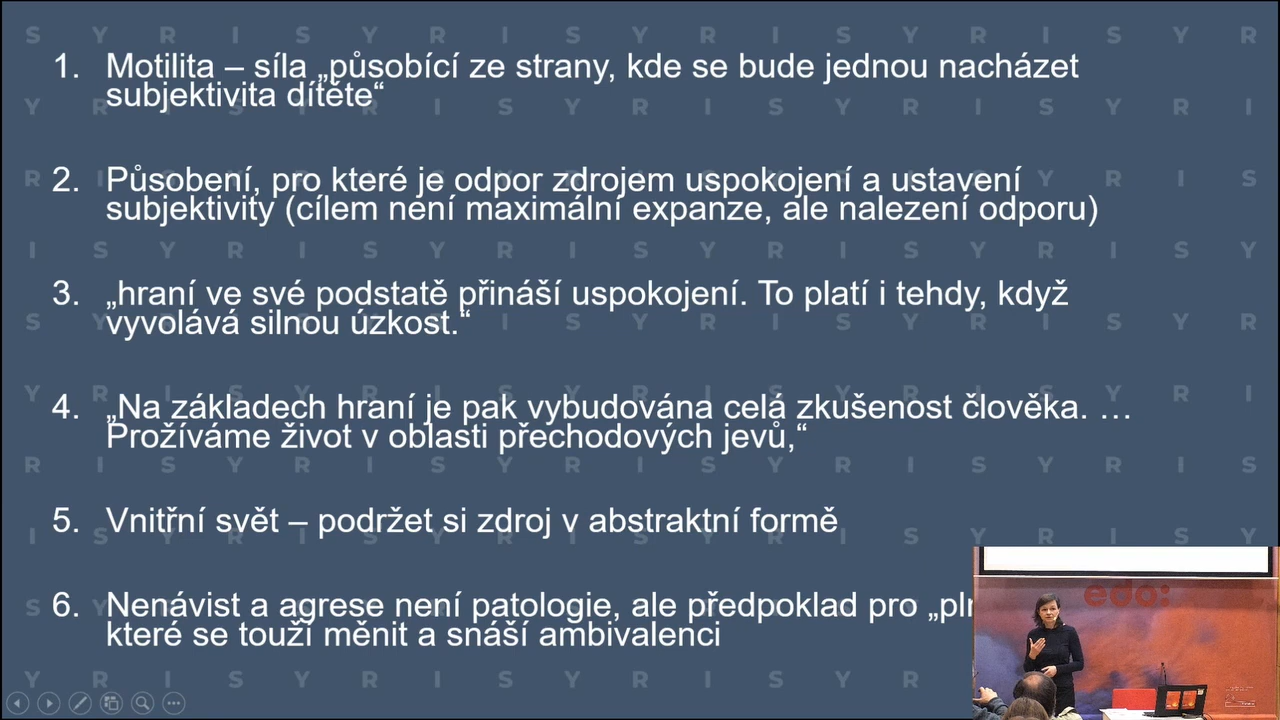 1. Motilita – síla „působící ze strany, kde se bude jednou nacházet
subjektivita dítěte“
2. Působení, pro které je odpor zdrojem uspokojení a ustavení
subjektivity (cílem není maximální expanze, ale nalezení odporu)
3. „hraní ve své podstatě přináší uspokojení. To platí i tehdy, když
vyvolává silnou úzkost.“
4. „Na základech hraní je pak vybudována celá zkušenost člověka. …
Prožíváme život v oblasti přechodových jevů,“
5. Vnitřní svět – podržet si zdroj v abstraktní formě
6. Nenávist a agrese není patologie, ale předpoklad pro
které se touží měnit a snáší ambivalenci
edo: